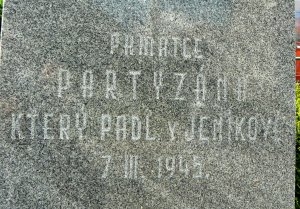 PAMÁTCE
PARTYZÁNA
KTERÝ PADL V JENÍKOVĚ
7. III. 1945.